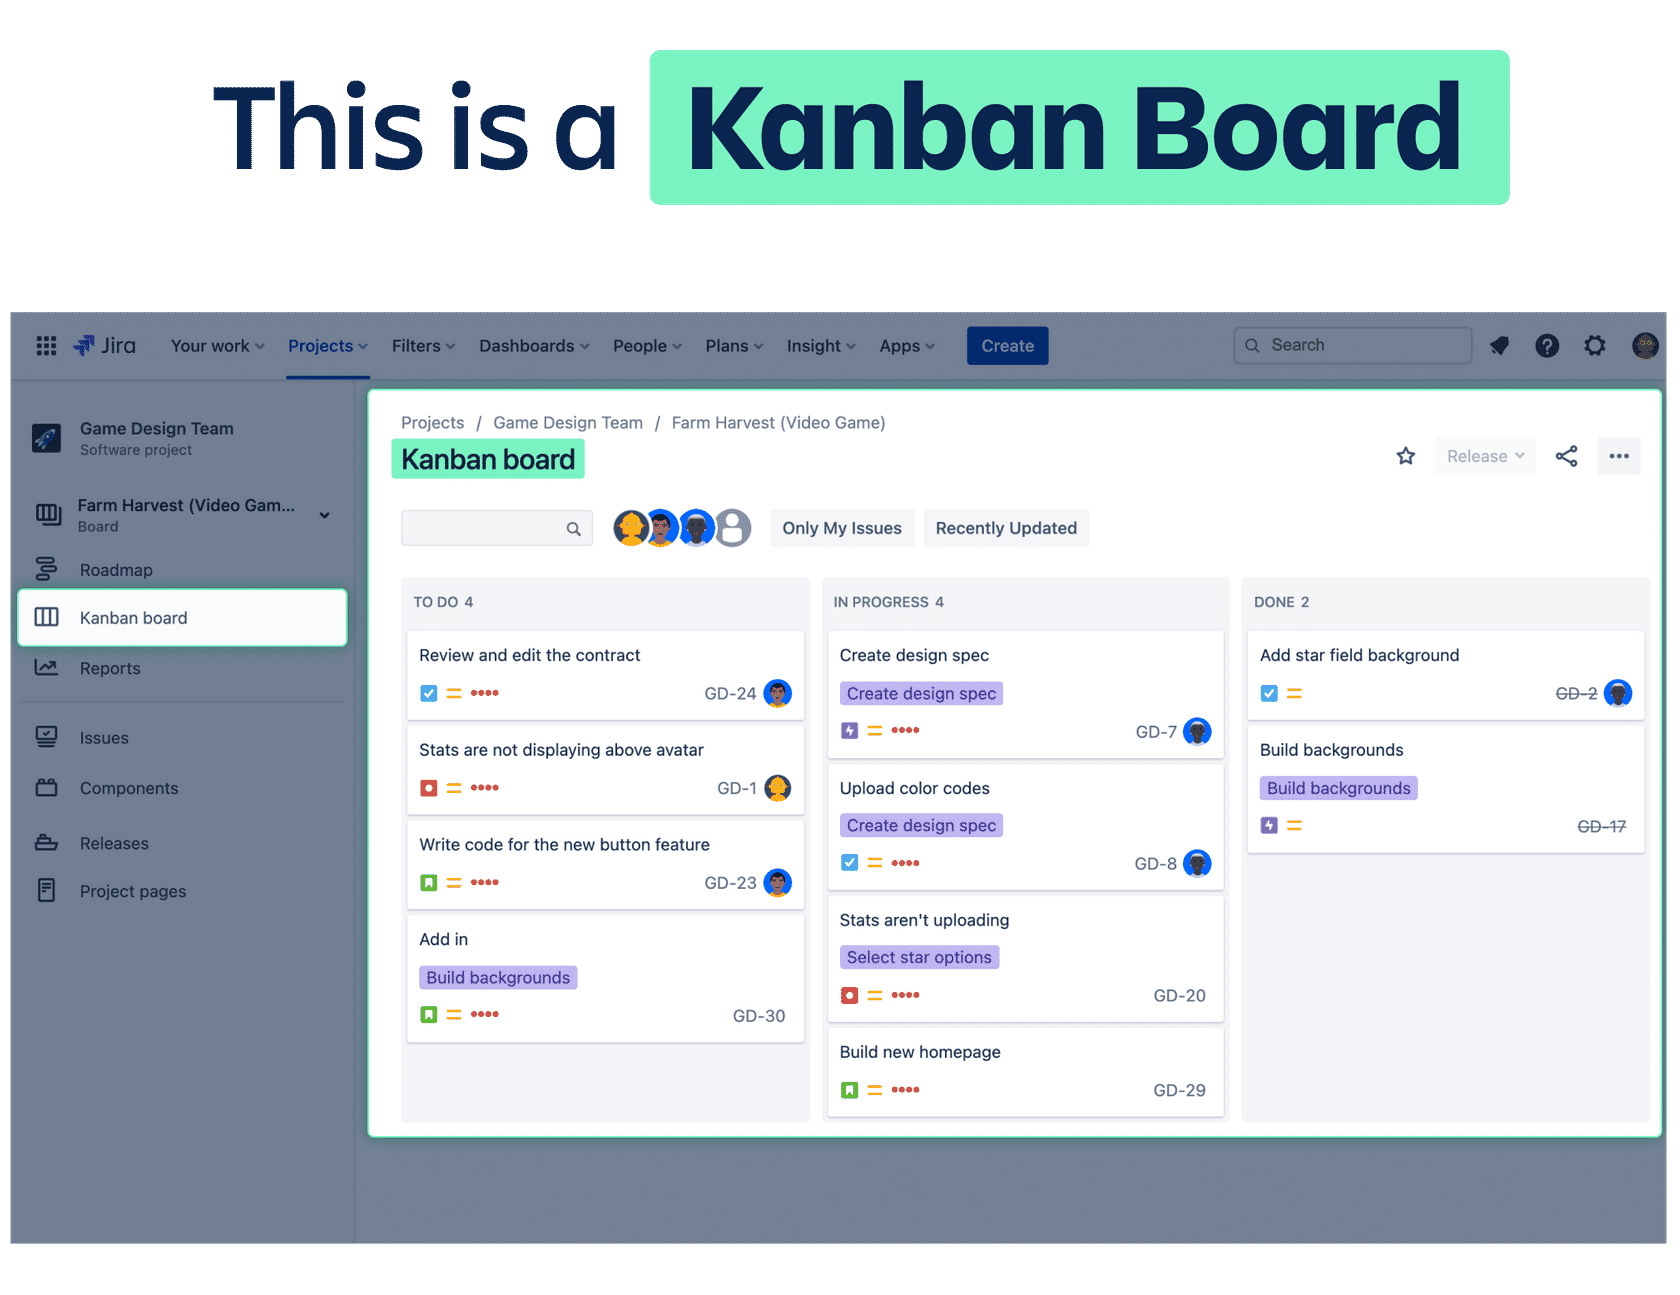 This is a Kanban Board
Jira Your work Projects Filters Dashboards People Plans Insight Apps Create Search
Game Design Team
Software project
Farm Harvest (Video Gam...
Board
Roadmap
Kanban board
Reports
Issues
Components
Releases
Project pages
Projects / Game Design Team / Farm Harvest (Video Game)
Kanban board
Release
Only My Issues Recently Updated
TO DO 4
Review and edit the contract
GD-24
Stats are not displaying above avatar
GD-1
Write code for the new button feature
GD-23
Add in
Build backgrounds
GD-30
IN PROGRESS 4
Create design spec
Create design spec
GD-7
Upload color codes
Create design spec
GD-8
Stats aren't uploading
Select star options
GD-20
Build new homepage
GD-29
DONE 2
Add star field background
GD-2
Build backgrounds
Build backgrounds
GD-17